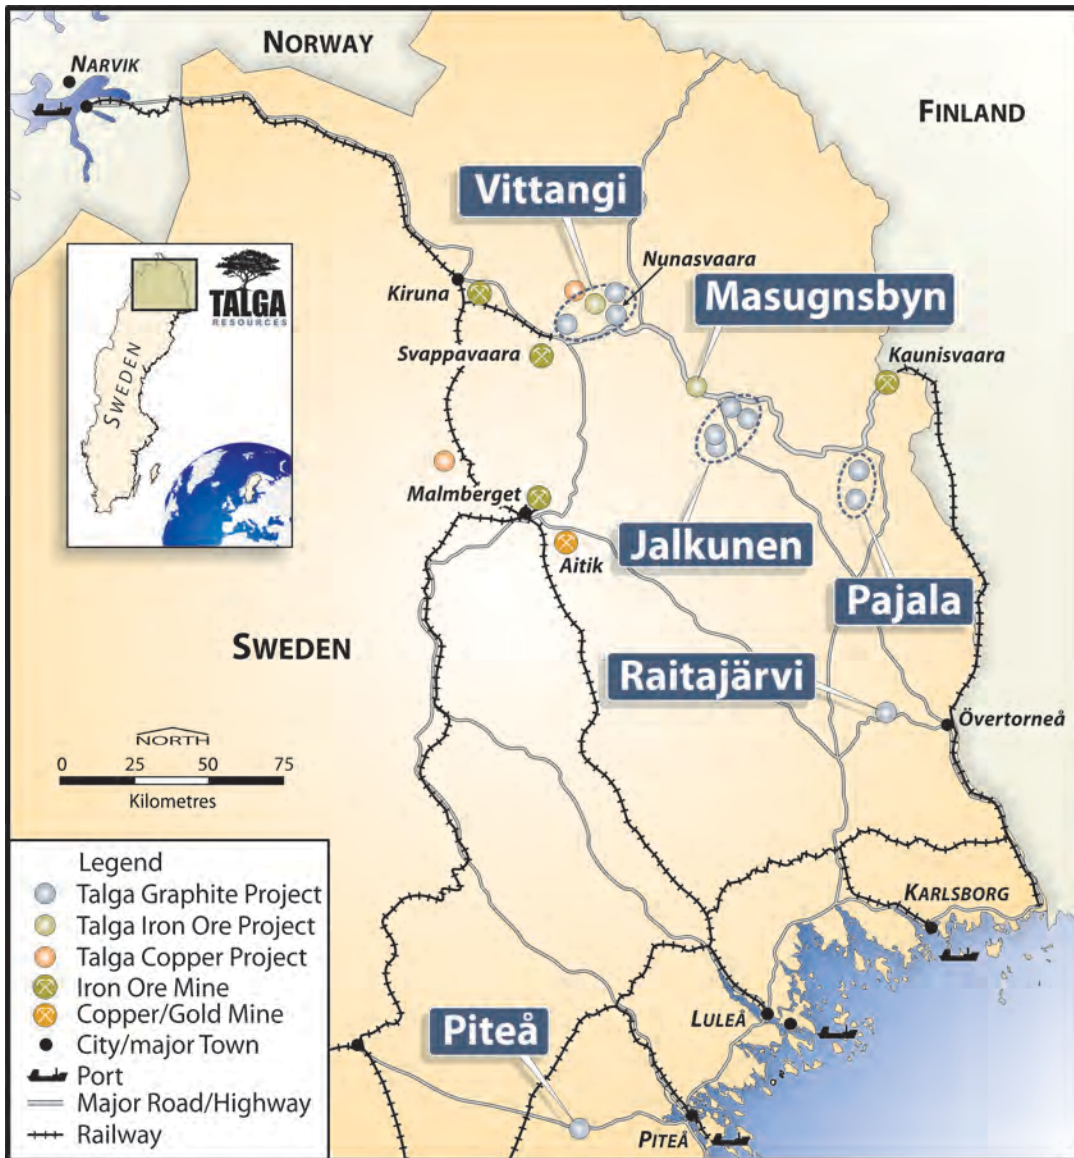 NORWAY
NARVIK
FINLAND
Vittangi
Nunasvaara
Masugnsbyn
Kiruna
Svappavaara
Kaunisvaara
TALGA
RESOURCES
SWEDEN
Malmberget
Aitik
Jalkunen
Pajala
SWEDEN
Raitajärvi
Övertorneå
NORTH
0 25 50 75
Kilometres
Legend
Talga Graphite Project
Talga Iron Ore Project
Talga Copper Project
Iron Ore Mine
Copper/Gold Mine
City/major Town
Port
Major Road/Highway
Railway
KARLSBORG
LULEÅ
Piteå
PITEÅ